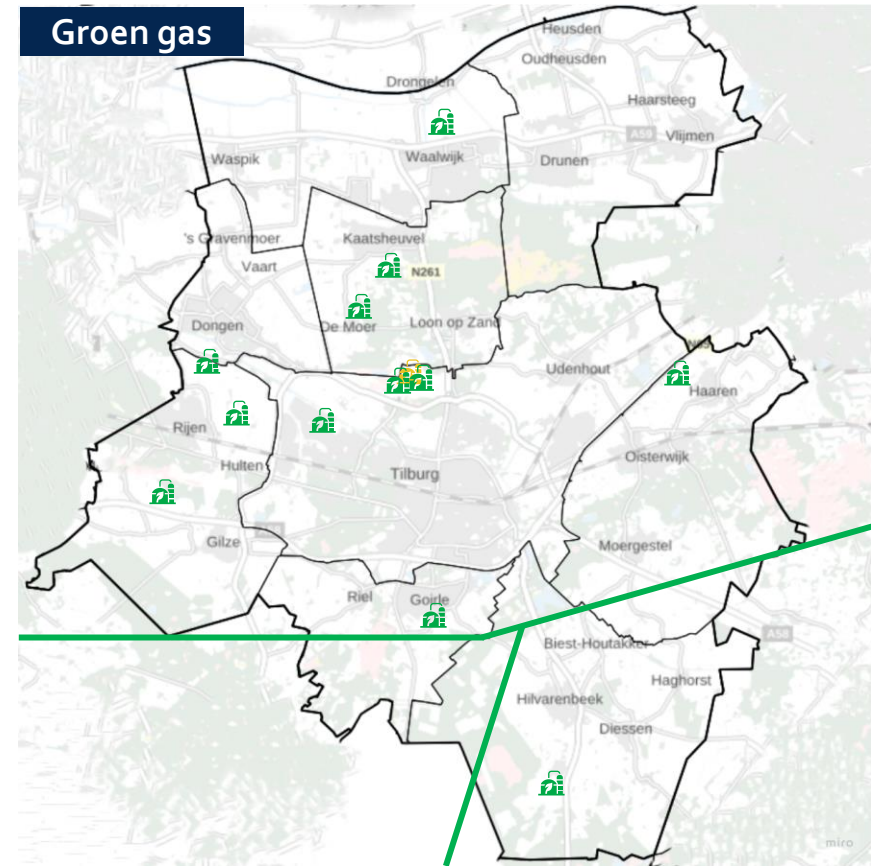 Groen gas
Heusden
Oudheusden
Drongelen
Haarsteeg
A59
Vlijmen
Waalwijk
Drunen
Waspik
's Gravenmoer
Kaatsheuvel
Vaart
N261
Dongen
De Moer
Loon op Zand
Udenhout
Haaren
Rijen
Hulten
Tilburg
Oisterwijk
Gilze
Moergestel
Riel
Goirle
A58
Biest-Houtakker
Haghorst
Hilvarenbeek
Diessen
miro